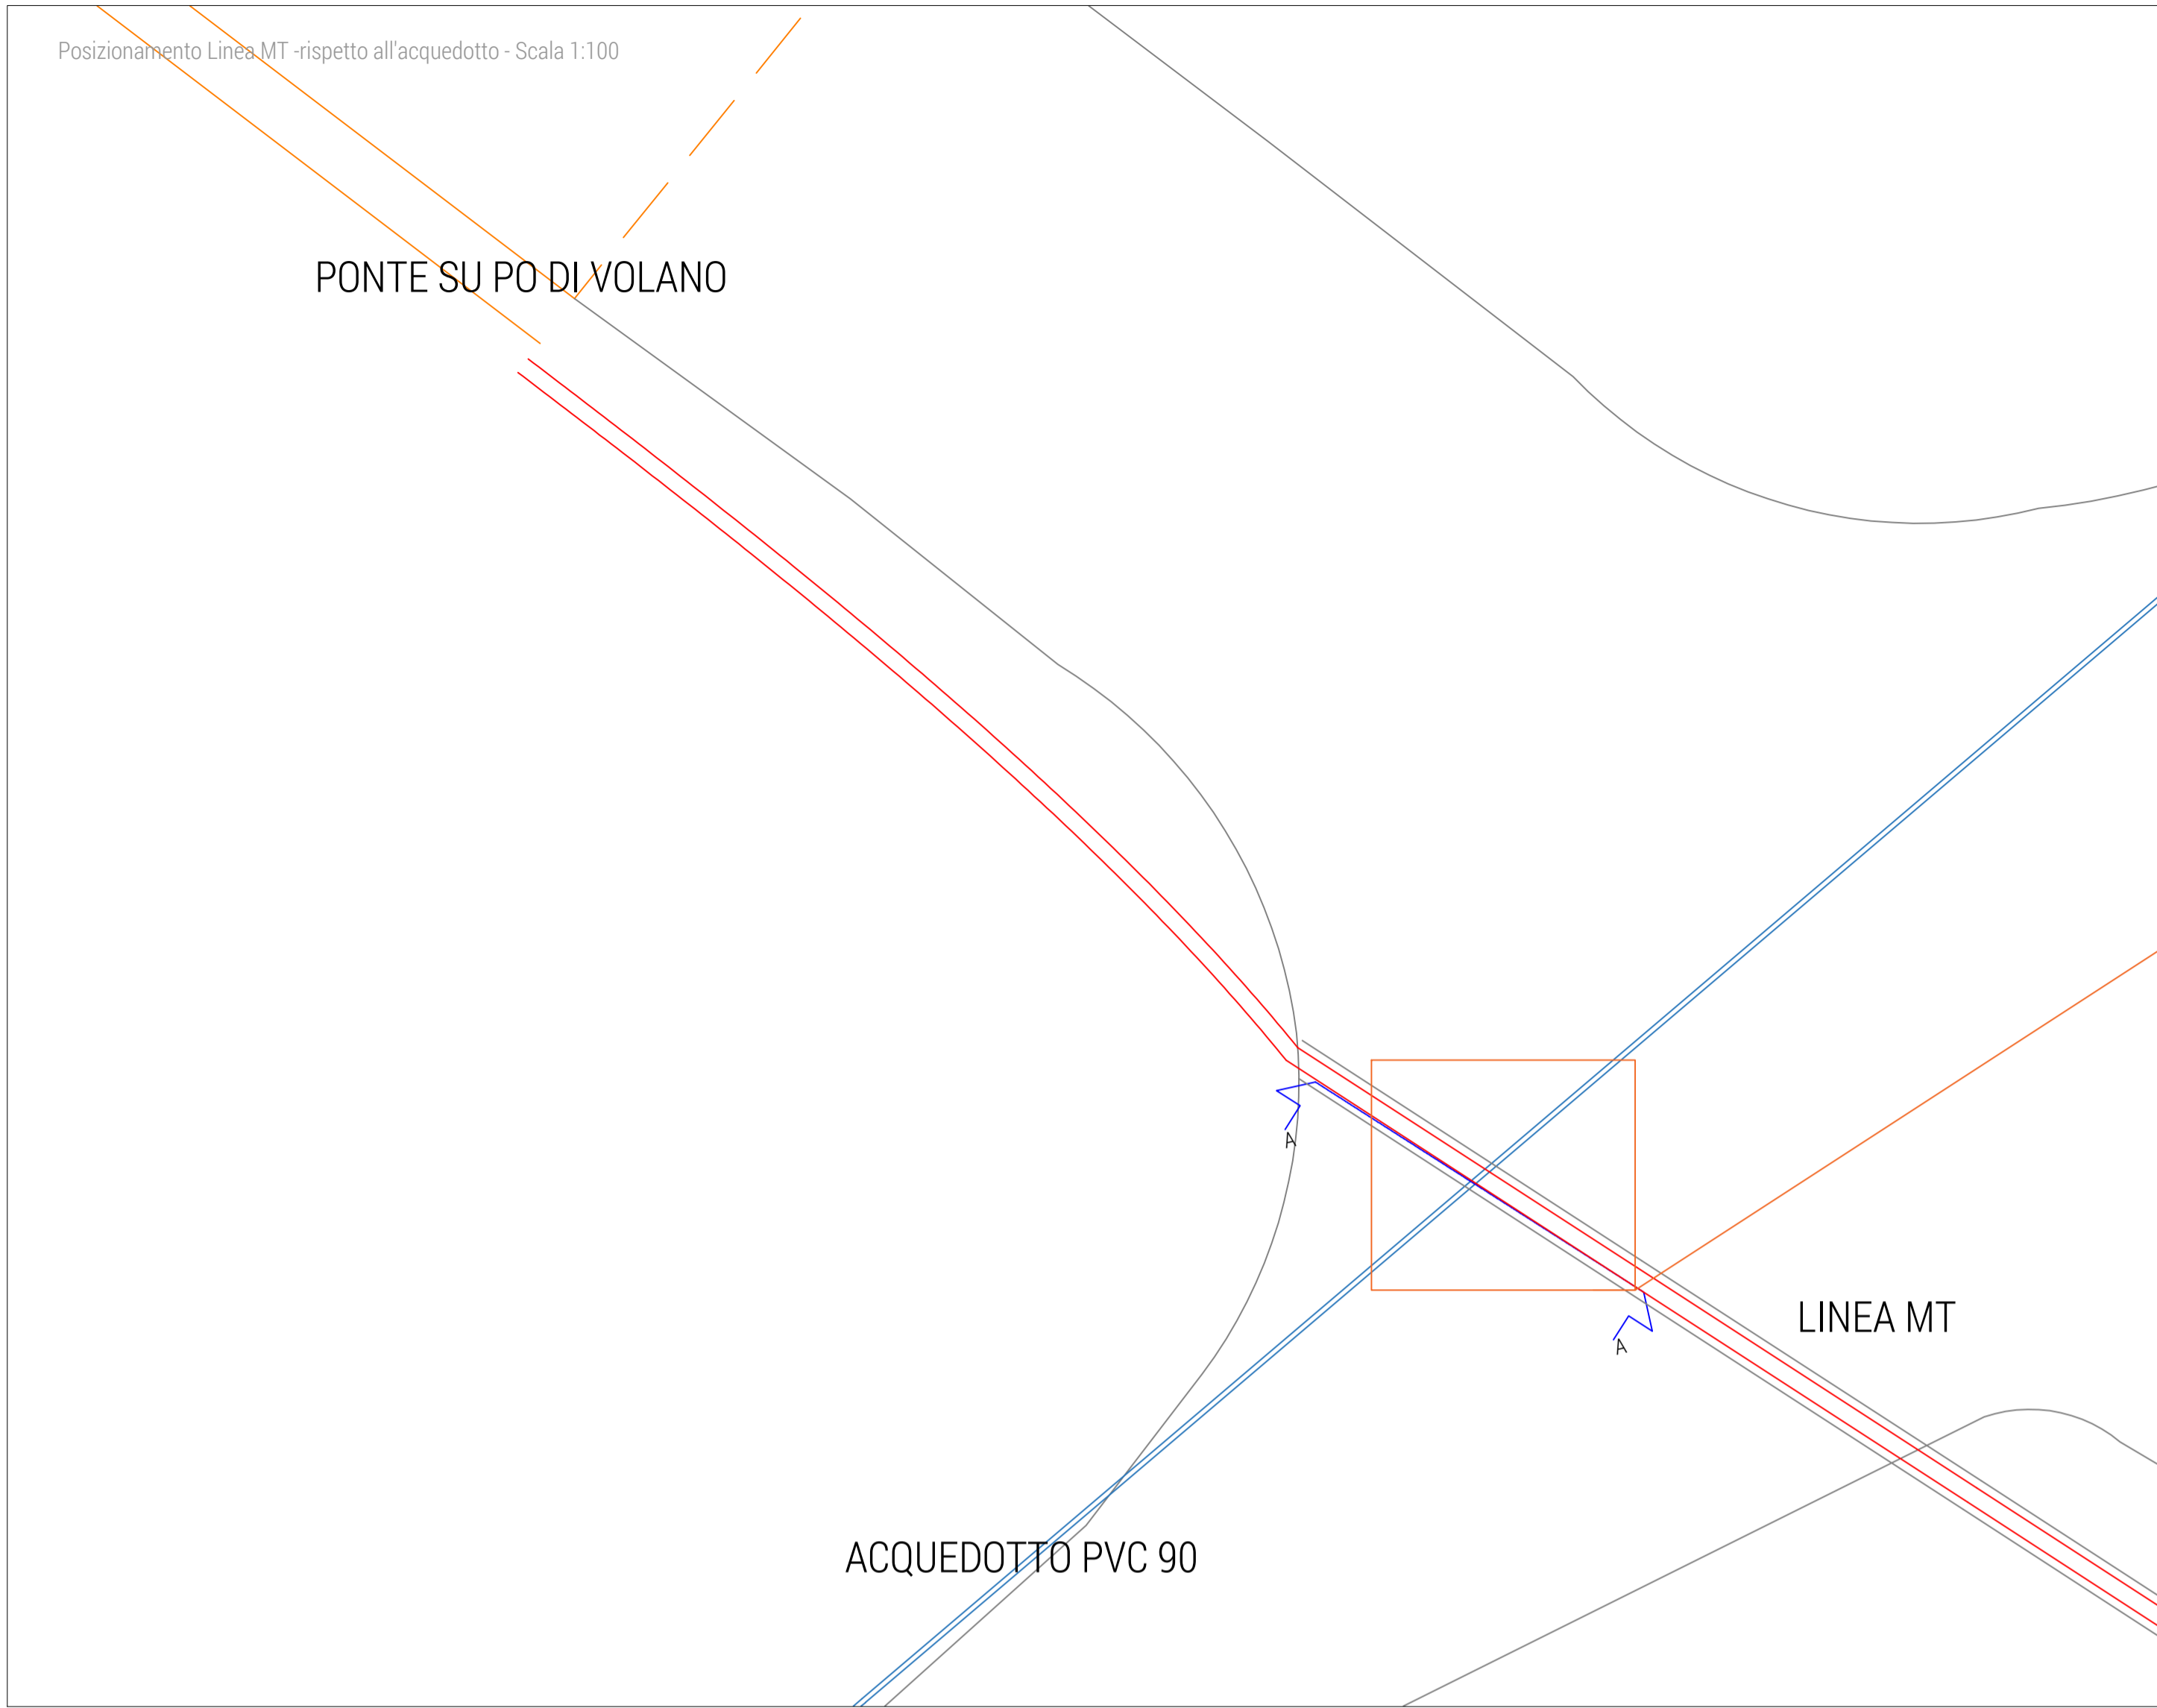 Posizionamento Linea MT -rispetto all'acquedotto - Scala 1:100
PONTE SU PO DI VOLANO
A
LINEA MT
A
ACQUEDOTTO PVC 90